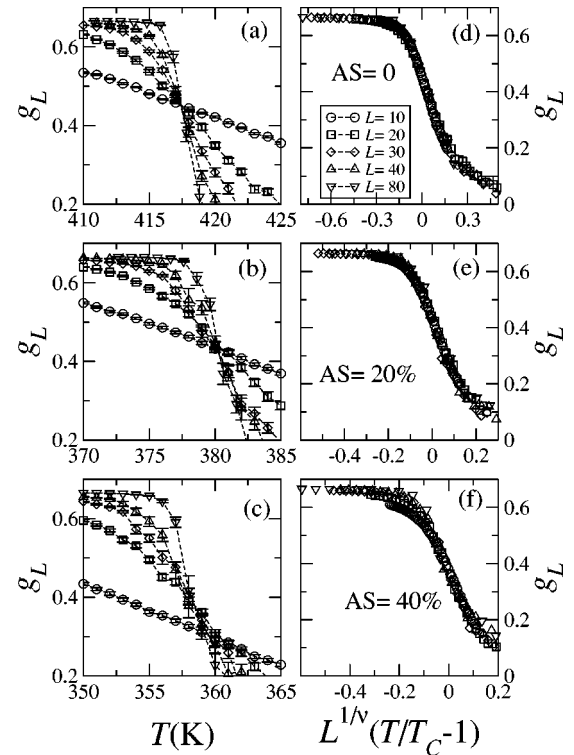 (a)
g_L
0.6
0.4
0.2
410 415 420 425
(d)
AS= 0
L= 10
L= 20
L= 30
L= 40
L= 80
g_L
0.6
0.4
0.2
0
-0.6 -0.3 0 0.3
(b)
g_L
0.6
0.4
0.2
370 375 380 385
(e)
AS= 20%
g_L
0.6
0.4
0.2
0
-0.4 -0.2 0 0.2
(c)
g_L
0.6
0.4
0.2
350 355 360 365
T(K)
(f)
AS= 40%
g_L
0.6
0.4
0.2
0
-0.4 -0.2 0 0.2
L^{1/ν}(T/T_C-1)